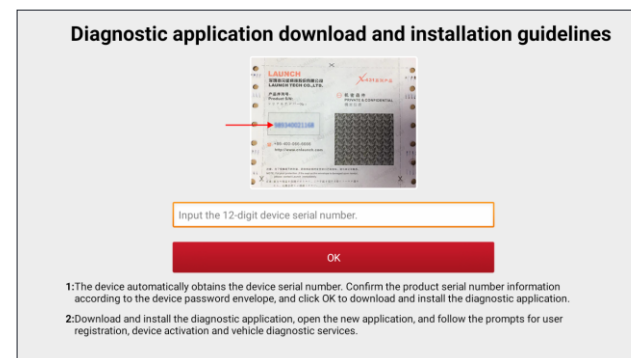 Diagnostic application download and installation guidelines
LAUNCH
LAUNCH TECH CO.,LTD.
PRIVATE & CONFIDENTIAL
Input the 12-digit device serial number.
OK
1:The device automatically obtains the device serial number. Confirm the product serial number information
according to the device password envelope, and click OK to download and install the diagnostic application.
2:Download and install the diagnostic application, open the new application, and follow the prompts for user
registration, device activation and vehicle diagnostic services.